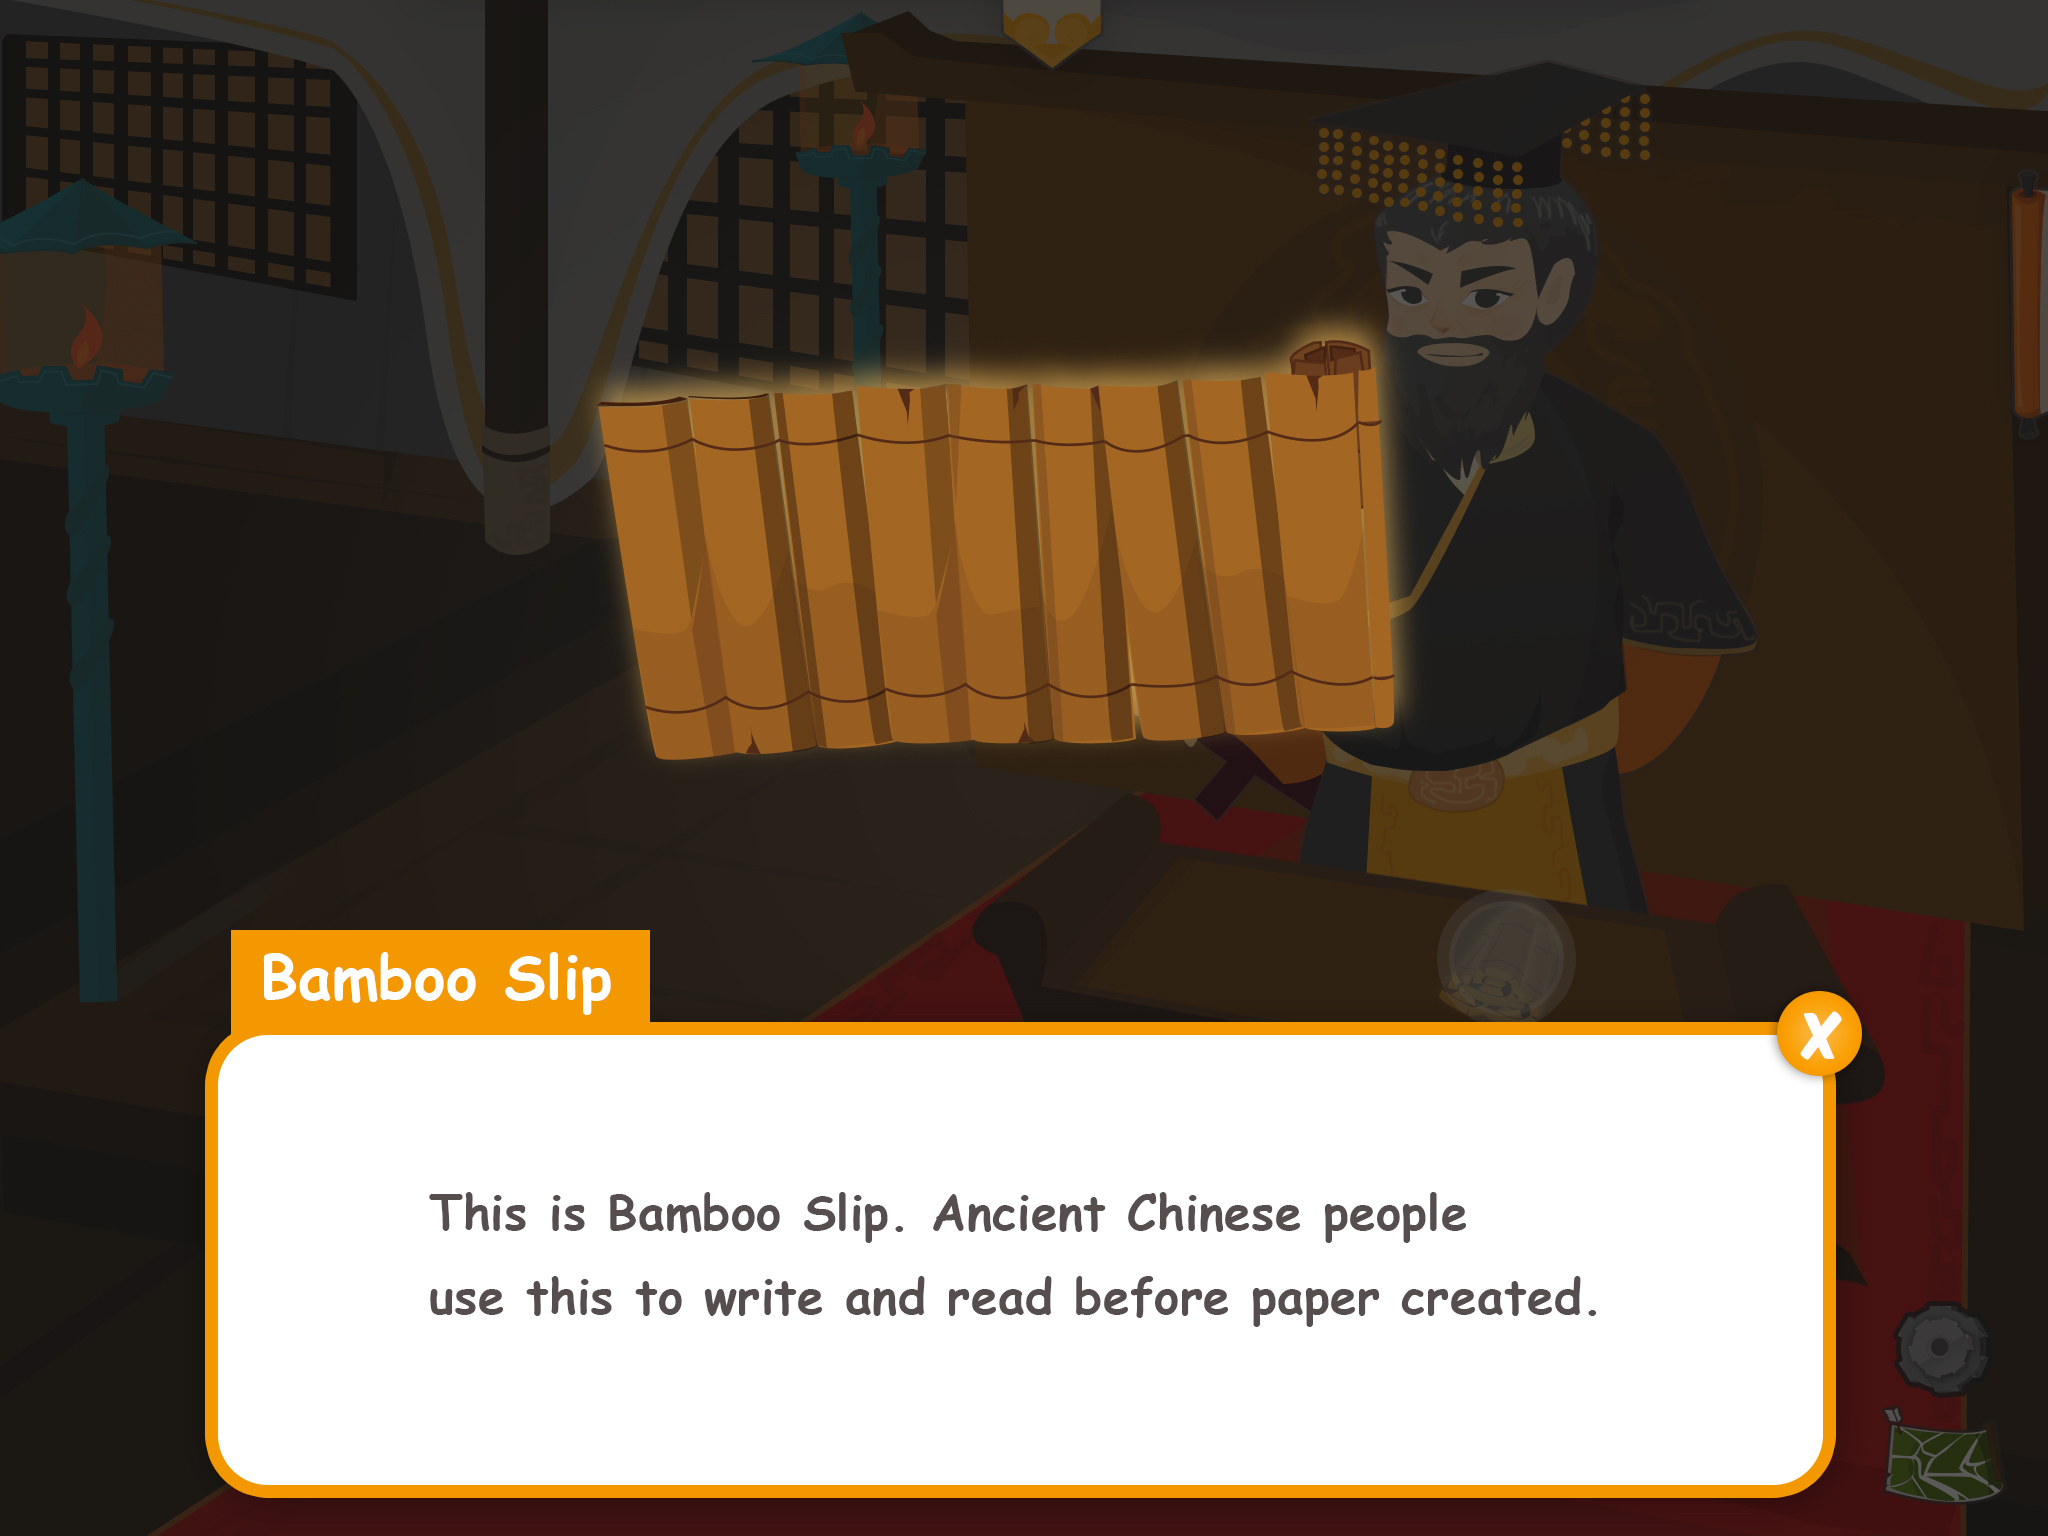 Bamboo Slip
X
This is Bamboo Slip. Ancient Chinese people
use this to write and read before paper created.